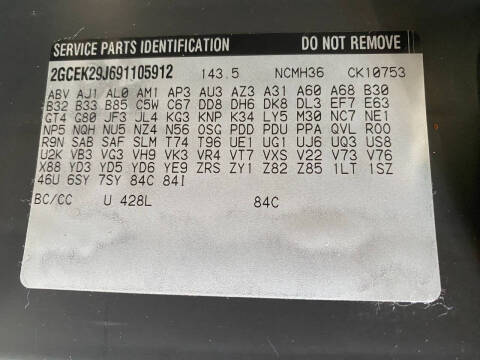 SERVICE PARTS IDENTIFICATION DO NOT REMOVE
2GCEK29J691105912 143.5 NCMH36 CK10753
ABV AJ1 AL0 AM1 AP3 AU3 AZ3 A31 A60 A68 B30
B32 B33 B85 C5W C67 DD8 DH6 DK8 DL3 EF7 E63
GT4 G80 JF3 JL4 KG3 KNP K34 LY5 M30 NC7 NE1
NP5 NQH NU5 NZ4 N56 OSG PDD PDU PPA QVL R00
R9N SAB SAF SLM T74 T96 UE1 UG1 UJ6 UQ3 US8
U2K VB3 VG3 VH9 VK3 VR4 VT7 VXS V22 V73 V76
X88 YD3 YD5 YD6 YE9 ZRS ZY1 Z82 Z85 1LT 1SZ
46U 6SY 7SY 84C 84I
BC/CC U 428L 84C